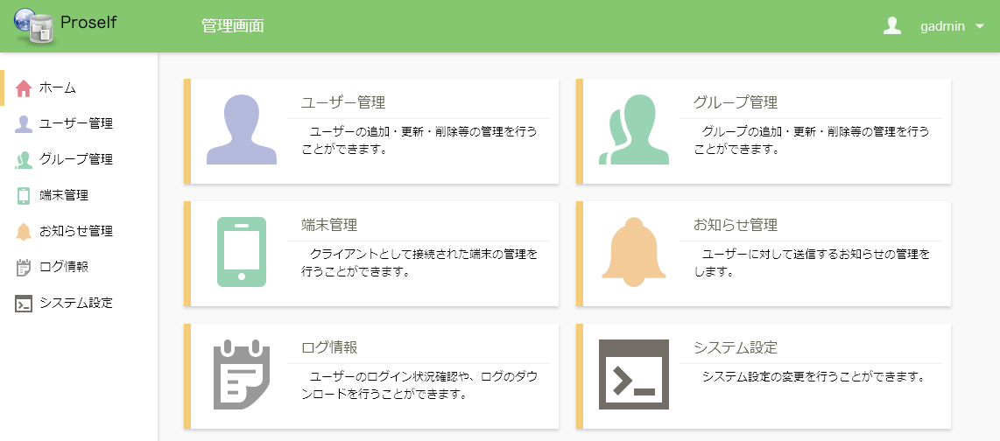 Proself
管理画面
gadmin
ホーム
ユーザー管理
グループ管理
端末管理
お知らせ管理
ログ情報
システム設定
ユーザー管理
ユーザーの追加・更新・削除等の管理を行う
ことができます。
グループ管理
グループの追加・更新・削除等の管理を行う
ことができます。
端末管理
クライアントとして接続された端末の管理を
行うことができます。
お知らせ管理
ユーザーに対して送信するお知らせの管理を
します。
ログ情報
ユーザーのログイン状況確認や、ログのダウ
ンロードを行うことができます。
システム設定
システム設定の変更を行うことができます。